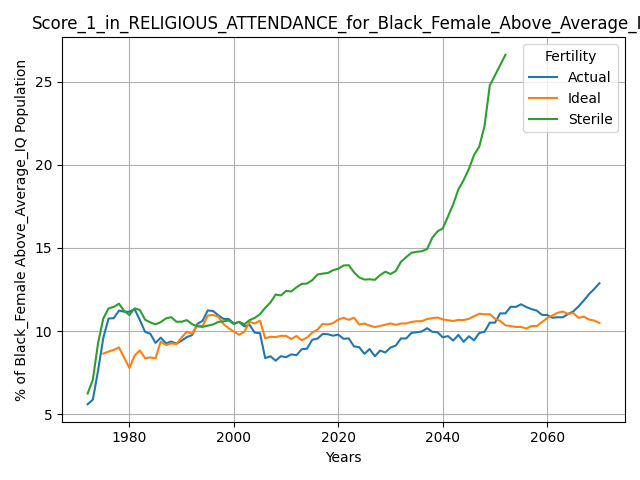 Score_1_in_RELIGIOUS_ATTENDANCE_for_Black_Female_Above_Average_I
% of Black_Female Above_Average_IQ Population
25
20
15
10
5
Fertility
Actual
Ideal
Sterile
1980 2000 2020 2040 2060
Years